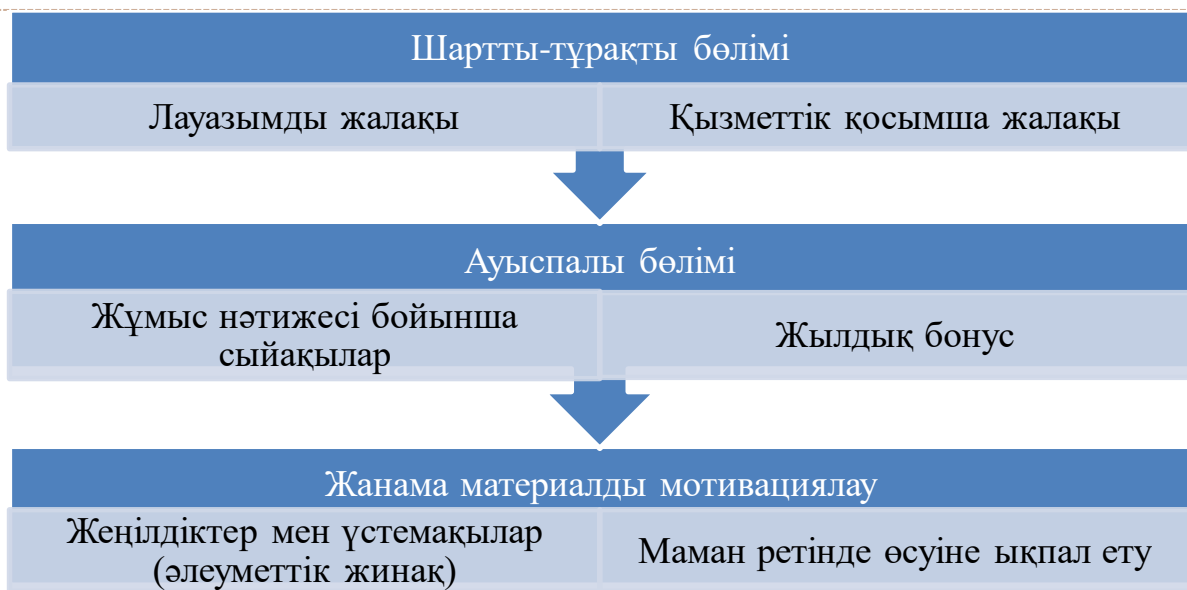 Шартты-тұрақты бөлімі
Лауазымды жалақы
Қызметтік қосымша жалақы
Ауыспалы бөлімі
Жұмыс нәтижесі бойынша
сыйақылар
Жылдық бонус
Жанама материалды мотивациялау
Жеңілдіктер мен үстемақылар
(әлеуметтік жинақ)
Маман ретінде өсуіне ықпал ету